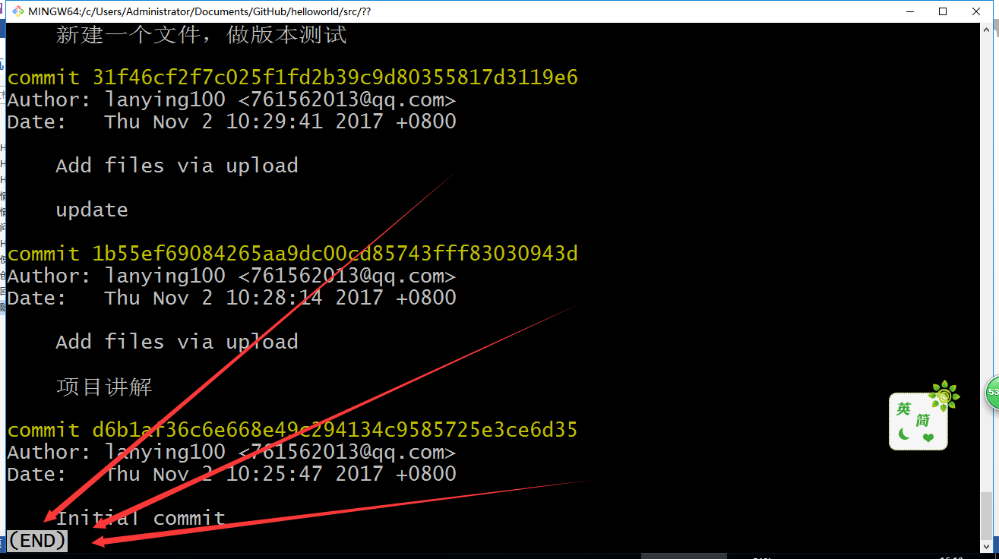 MINGW64:/c/Users/Administrator/Documents/GitHub/helloworld/src/??
新建一个文件，做版本测试
commit 31f46cf2f7c025f1fd2b39c9d80355817d3119e6
Author: lanying100 <761562013@qq.com>
Date:   Thu Nov 2 10:29:41 2017 +0800
Add files via upload
update
commit 1b55ef69084265aa9dc00cd85743fff83030943d
Author: lanying100 <761562013@qq.com>
Date:   Thu Nov 2 10:28:14 2017 +0800
Add files via upload
项目讲解
commit d6b1af36c6e668e49c294134c9585725e3ce6d35
Author: lanying100 <761562013@qq.com>
Date:   Thu Nov 2 10:25:47 2017 +0800
Initial commit
(END)
英
简
53